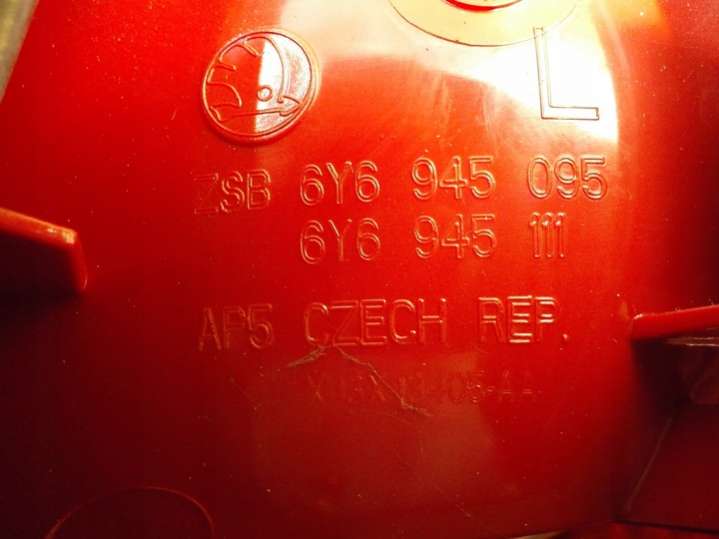 L
ZSB 6Y6 945 095
6Y6 945 111
AP5 CZECH REP.